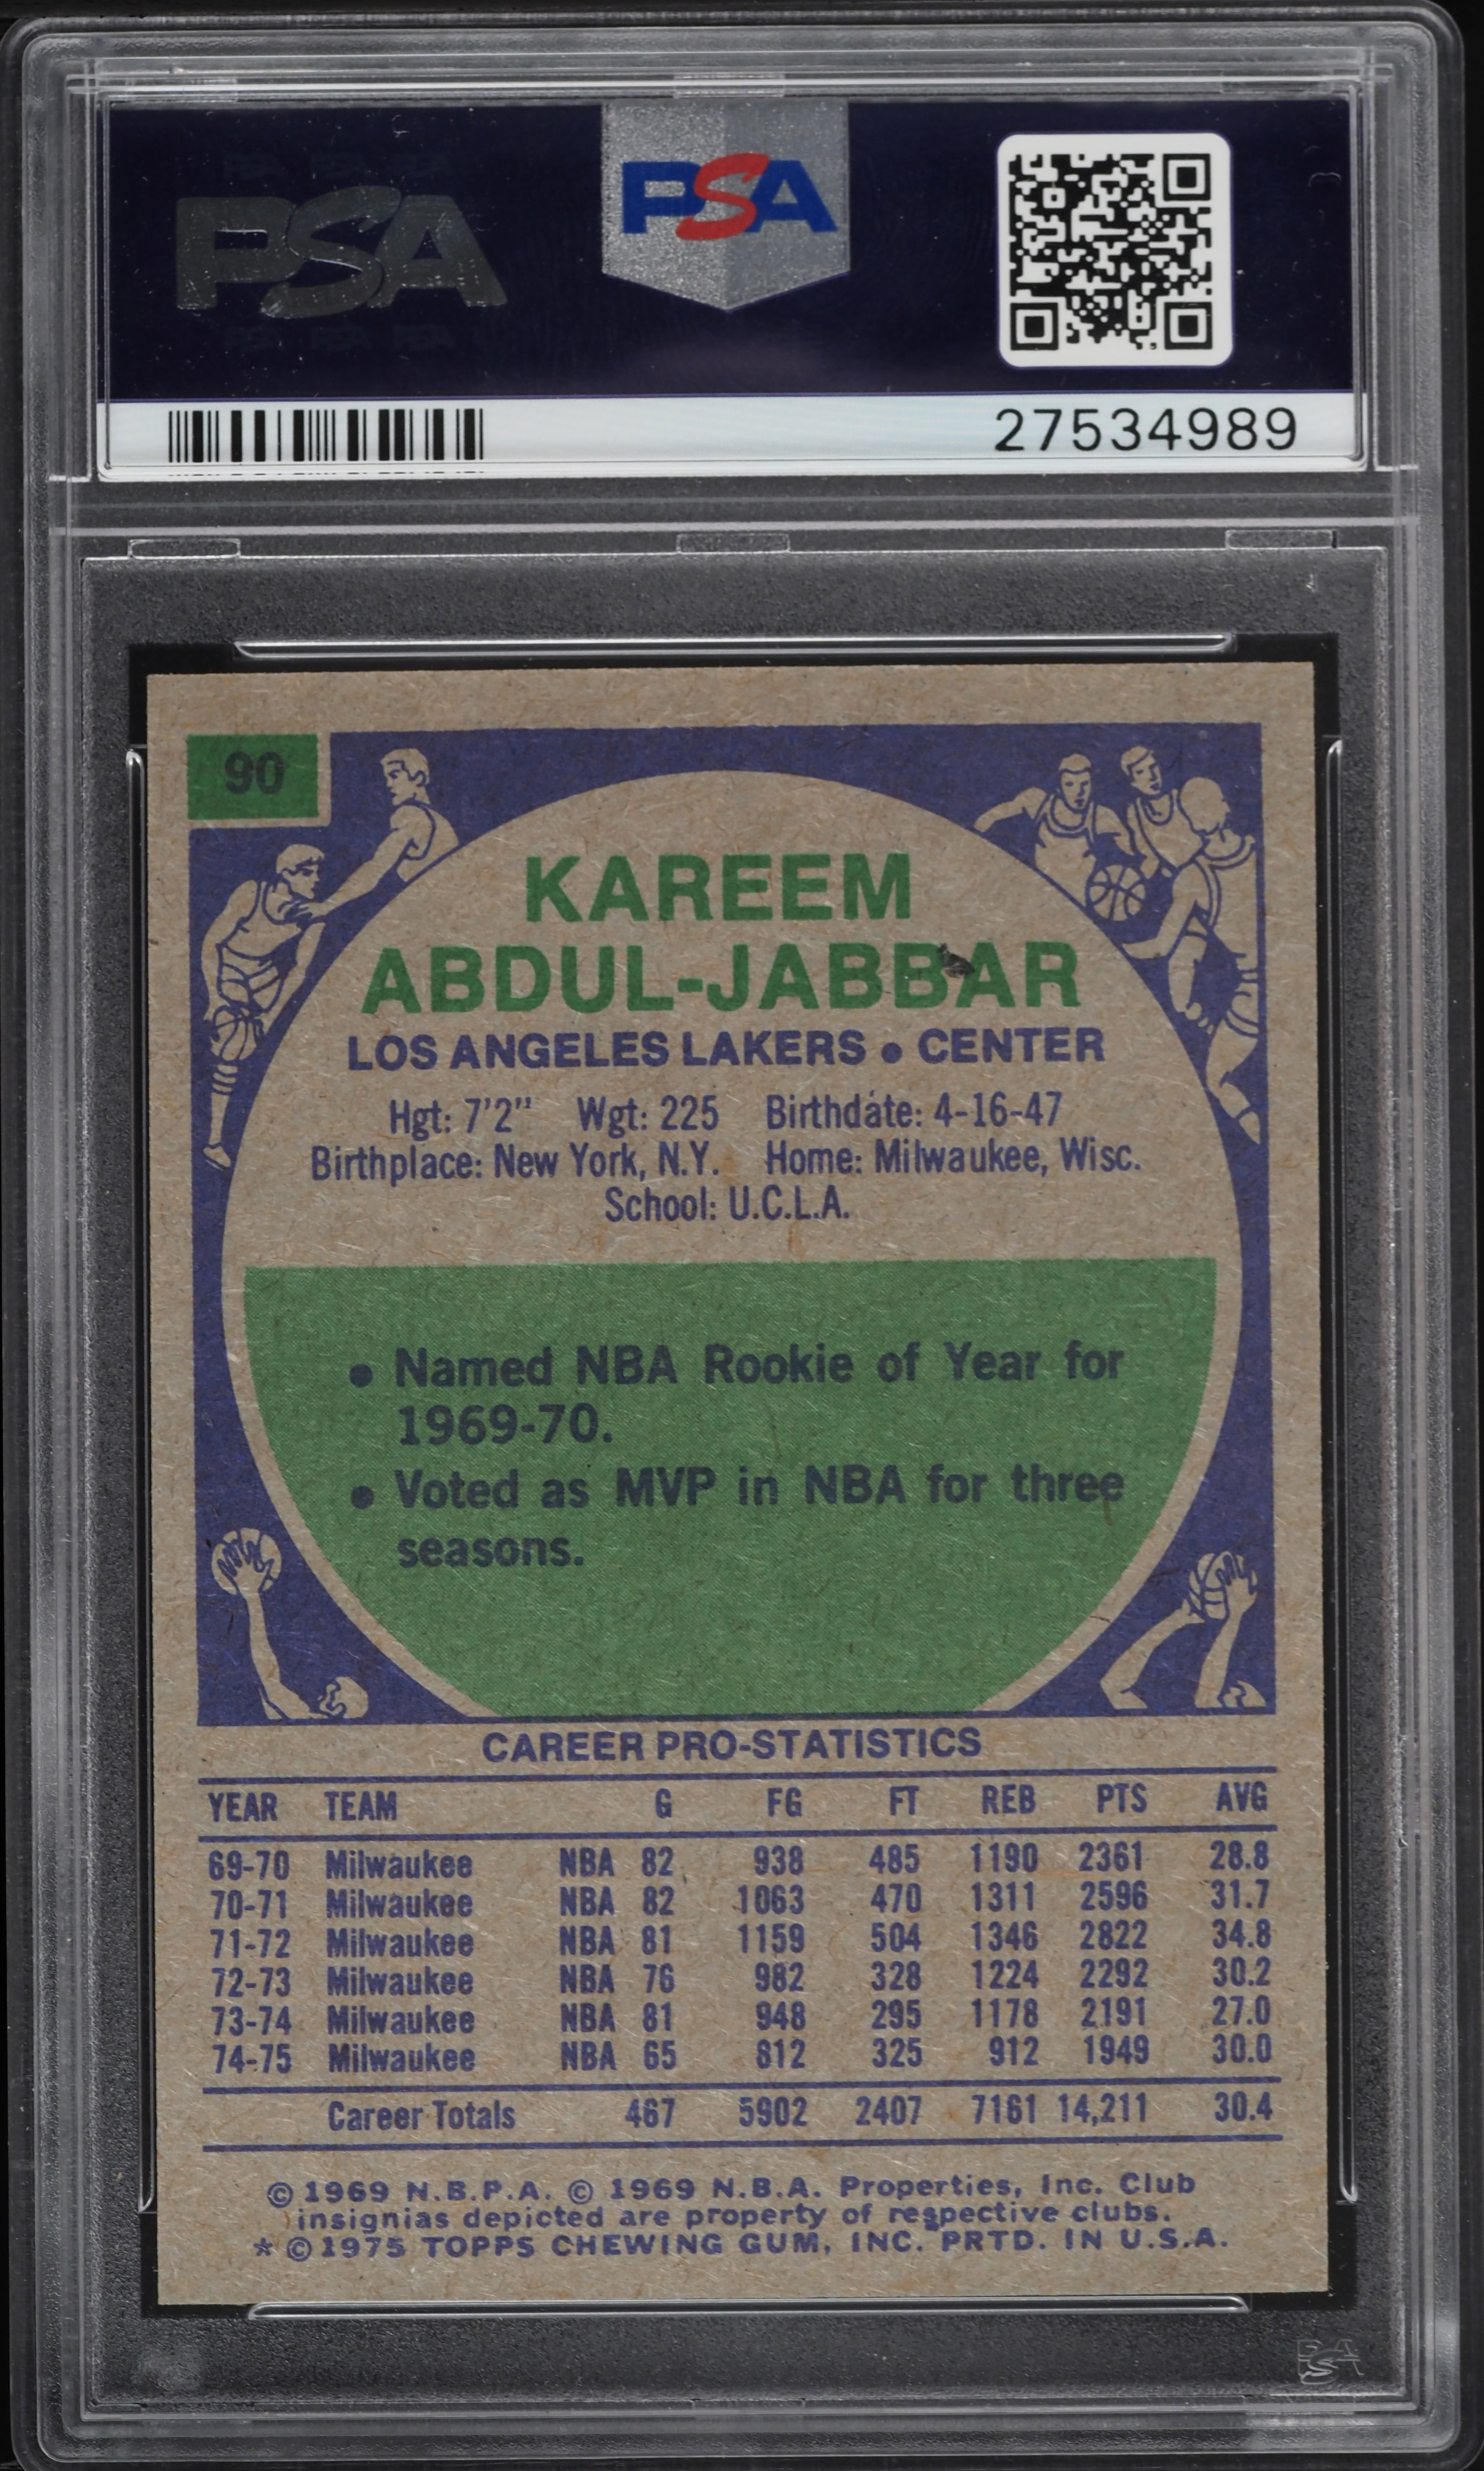 PSA PSA PSA
PSA
PSA PSA PSA
PSA
27534989
90
KAREEM
ABDUL-JABBAR
LOS ANGELES LAKERS • CENTER
Hgt: 7'2" Wgt: 225 Birthdate: 4-16-47
Birthplace: New York, N.Y. Home: Milwaukee, Wisc.
School: U.C.L.A.
• Named NBA Rookie of Year for
1969-70.
• Voted as MVP in NBA for three
seasons.
CAREER PRO-STATISTICS
YEAR TEAM G FG FT REB PTS AVG
69-70 Milwaukee NBA 82 938 485 1190 2361 28.8
70-71 Milwaukee NBA 82 1063 470 1311 2596 31.7
71-72 Milwaukee NBA 81 1159 504 1346 2822 34.8
72-73 Milwaukee NBA 76 982 328 1224 2292 30.2
73-74 Milwaukee NBA 81 948 295 1178 2191 27.0
74-75 Milwaukee NBA 65 812 325 912 1949 30.0
Career Totals 467 5902 2407 7161 14,211 30.4
© 1969 N.B.P.A. © 1969 N.B.A. Properties, Inc. Club
insignias depicted are property of respective clubs.
* © 1975 TOPPS CHEWING GUM, INC. PRTD. IN U.S.A.
PSA